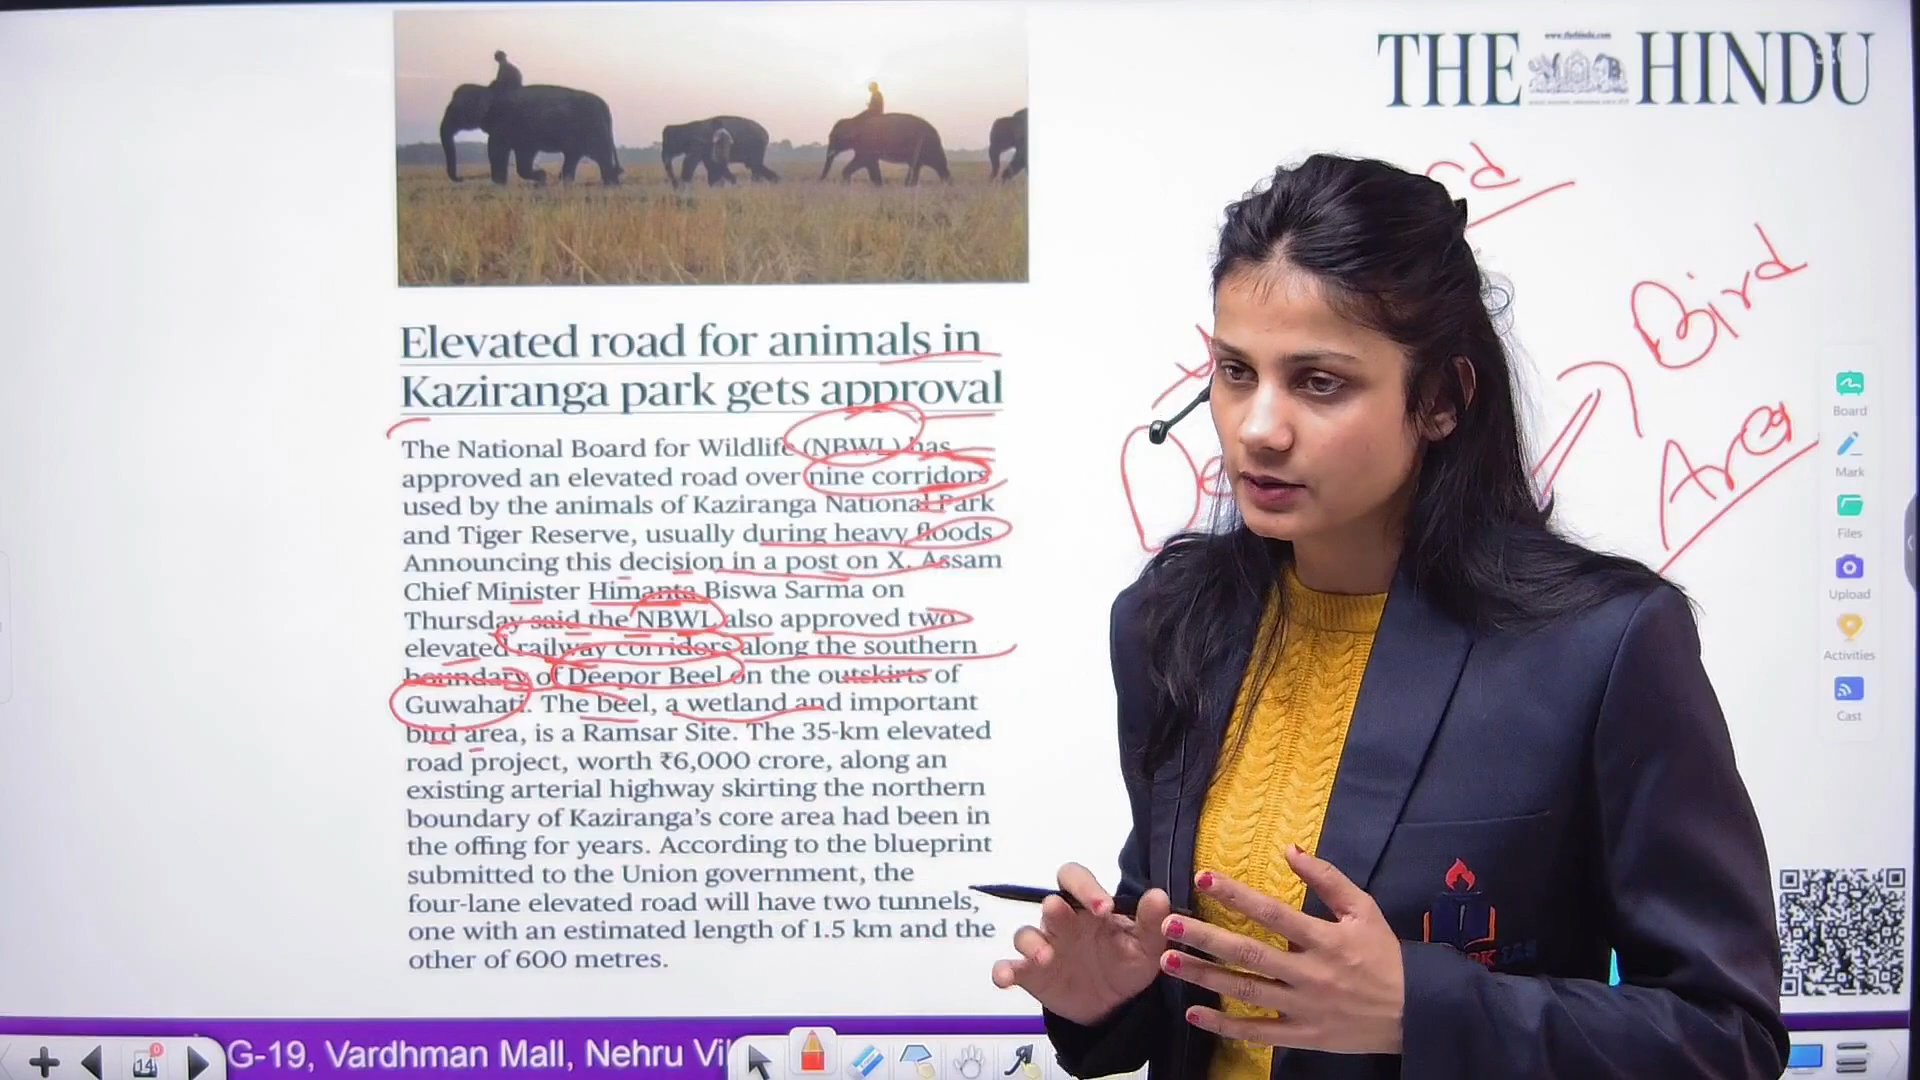 www.thehindu.com
THE HINDU
Elevated road for animals in
Kaziranga park gets approval
The National Board for Wildlife (NBWL) has
approved an elevated road over nine corridors
used by the animals of Kaziranga National Park
and Tiger Reserve, usually during heavy floods
Announcing this decision in a post on X. Assam
Chief Minister Himanta Biswa Sarma on
Thursday said the NBWL also approved two
elevated railway corridors along the southern
boundary of Deepor Beel on the outskirts of
Guwahati. The beel, a wetland and important
bird area, is a Ramsar Site. The 35-km elevated
road project, worth ₹6,000 crore, along an
existing arterial highway skirting the northern
boundary of Kaziranga's core area had been in
the offing for years. According to the blueprint
submitted to the Union government, the
four-lane elevated road will have two tunnels,
one with an estimated length of 1.5 km and the
other of 600 metres.
rd
Bird
Area
De
Board
Mark
Files
Upload
Activities
Cast
14
0
G-19, Vardhman Mall, Nehru Vi